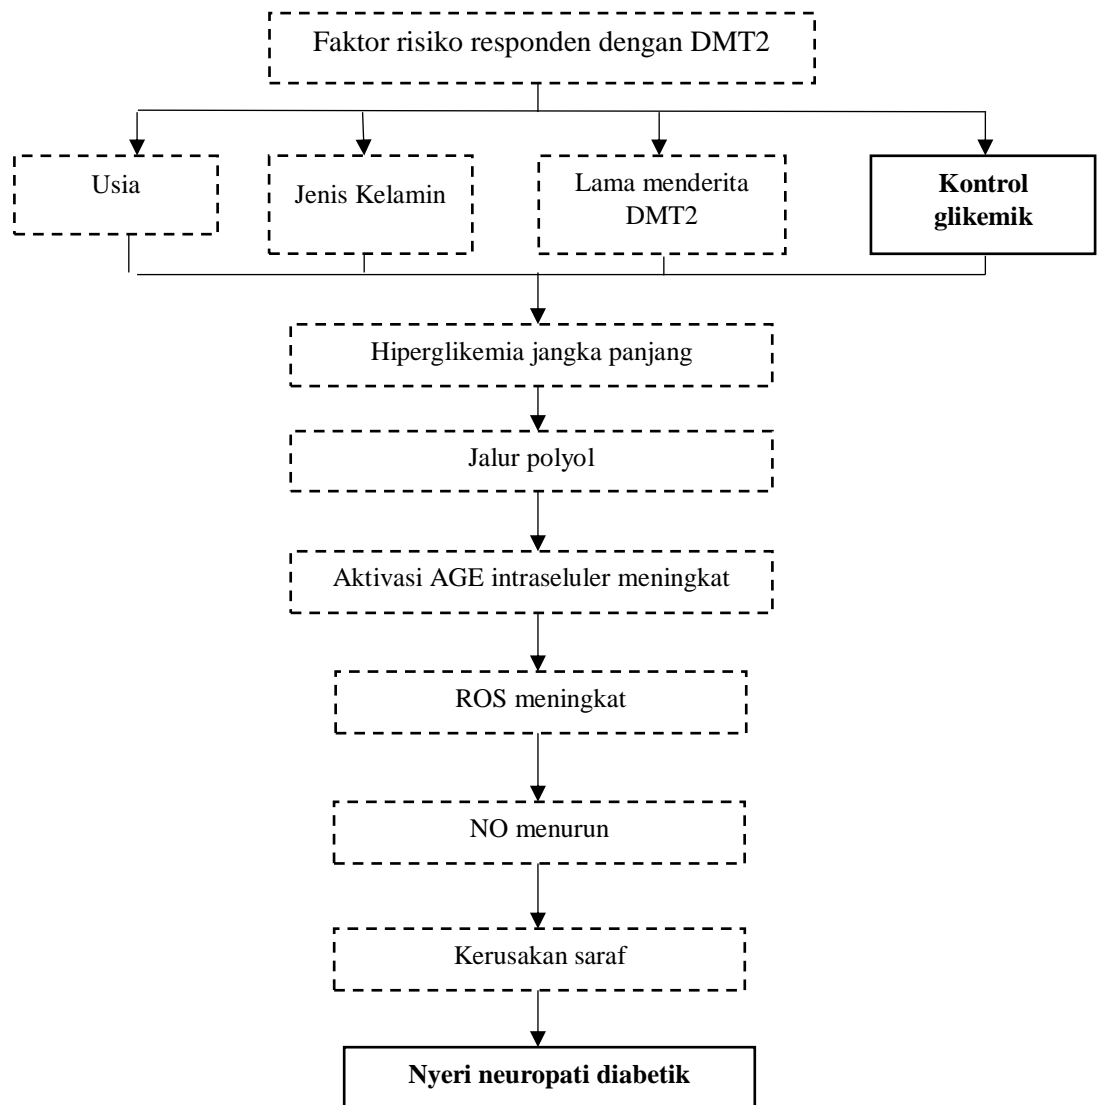 Faktor risiko responden dengan DMT2
Usia
Jenis Kelamin
Lama menderita
DMT2
Kontrol
glikemik
Hiperglikemia jangka panjang
Jalur polyol
Aktivasi AGE intraseluler meningkat
ROS meningkat
NO menurun
Kerusakan saraf
Nyeri neuropati diabetik